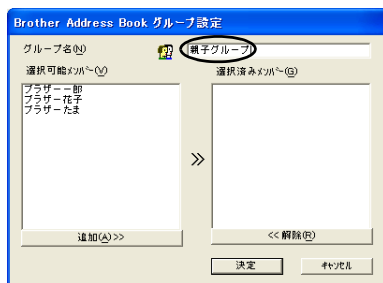 Brother Address Book グループ設定
グループ名(N)
親子グループ
選択可能メンバー(V)
選択済みメンバー(G)
ブラザー一郎
ブラザー花子
ブラザーたま
≫
追加(A)>>
<<解除(R)
決定
キャンセル